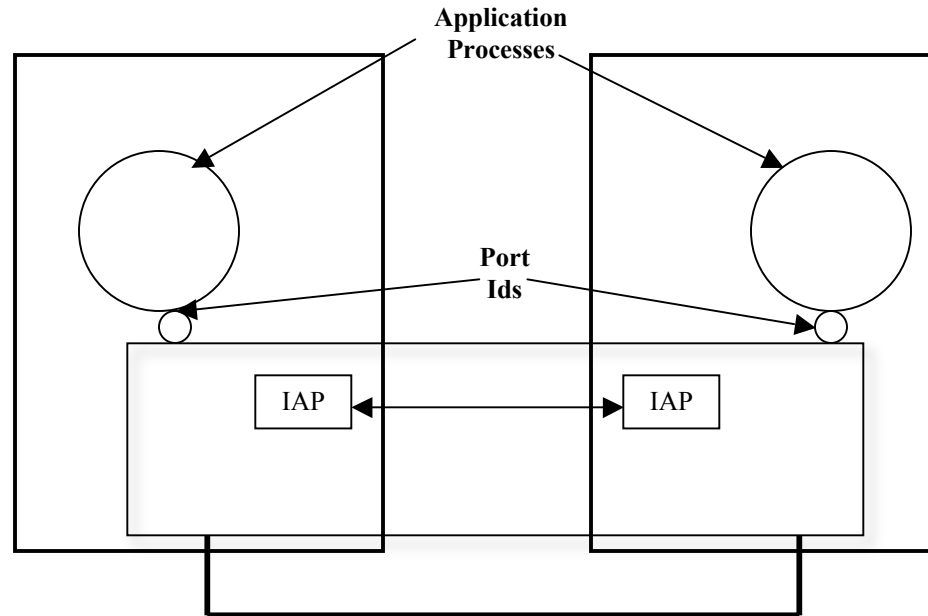 Application
Processes
Port
Ids
IAP
IAP